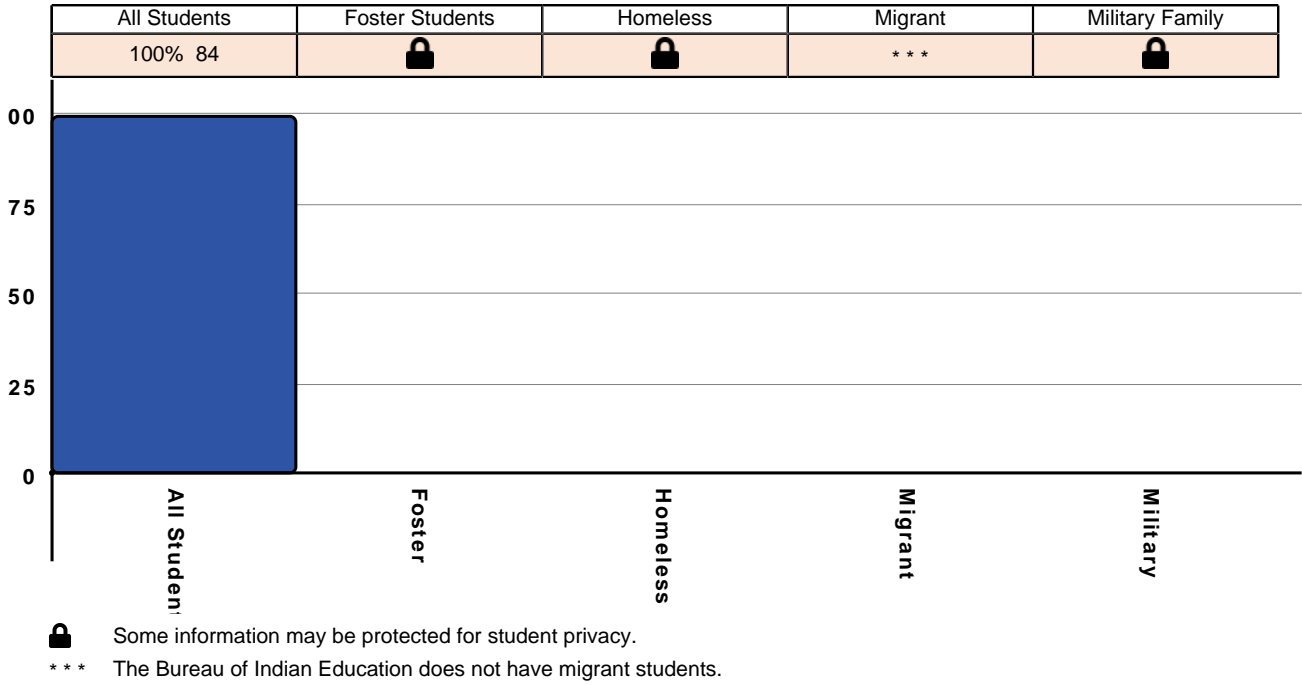 All Students Foster Students Homeless Migrant Military Family
100% 84 * * *
00
75
50
25
0
All Studen
Foster
Homeless
Migrant
Military
Some information may be protected for student privacy.
* * * The Bureau of Indian Education does not have migrant students.